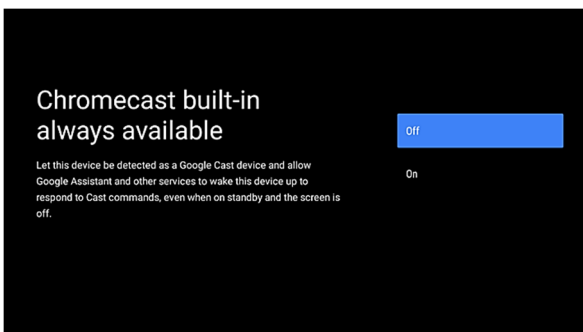 Chromecast built-in
always available
Let this device be detected as a Google Cast device and allow
Google Assistant and other services to wake this device up to
respond to Cast commands, even when on standby and the screen is
off.
Off
On